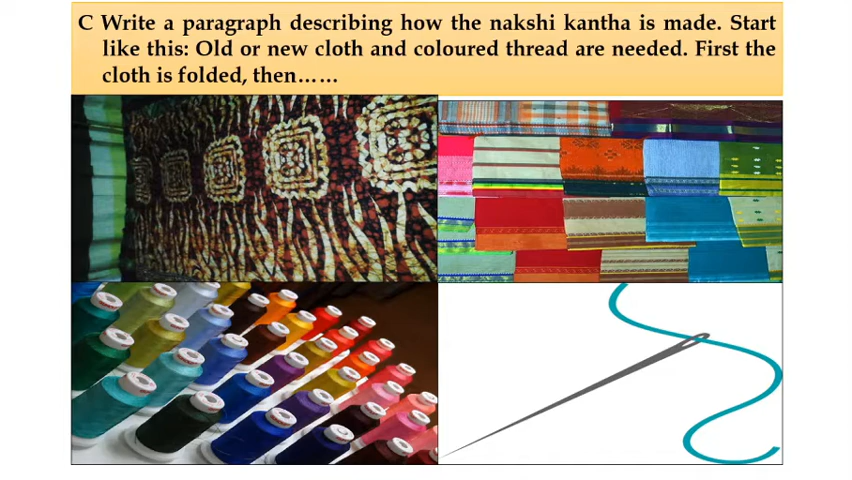 C Write a paragraph describing how the nakshi kantha is made. Start
like this: Old or new cloth and coloured thread are needed. First the
cloth is folded, then……